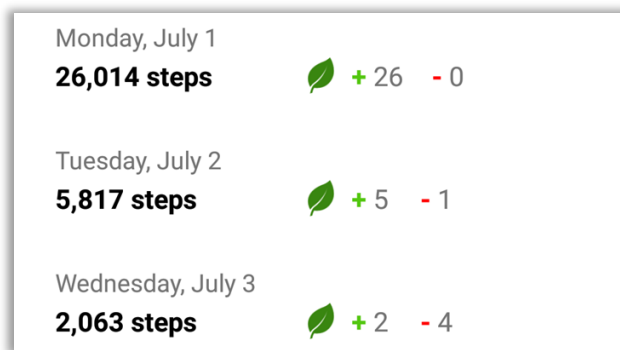 Monday, July 1
26,014 steps + 26 - 0
Tuesday, July 2
5,817 steps + 5 - 1
Wednesday, July 3
2,063 steps + 2 - 4